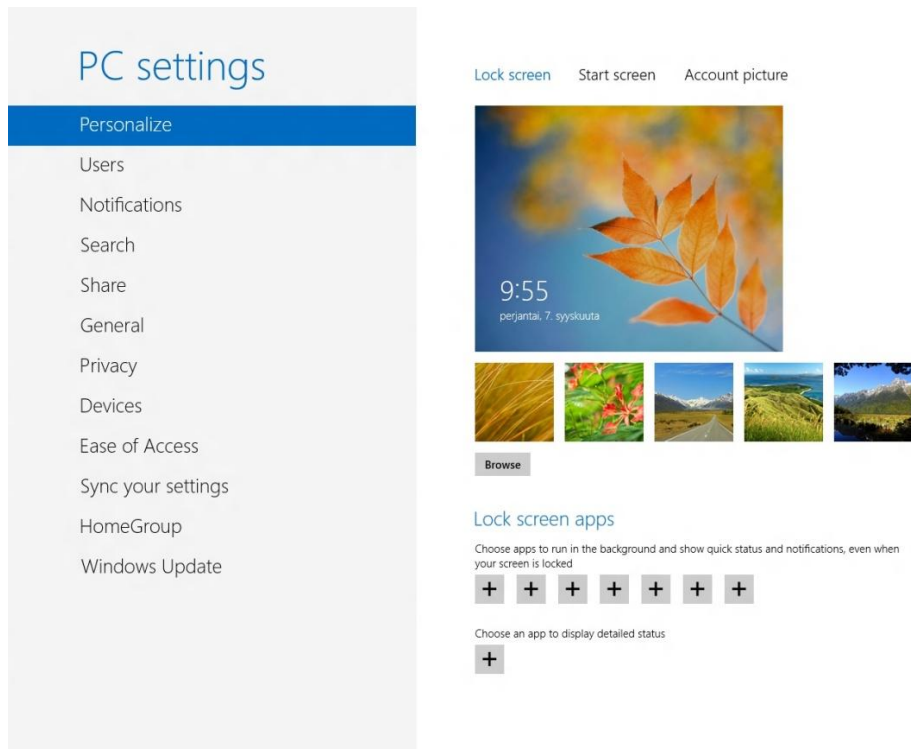 PC settings
Personalize
Users
Notifications
Search
Share
General
Privacy
Devices
Ease of Access
Sync your settings
HomeGroup
Windows Update
Lock screen Start screen Account picture
9:55
perjantai, 7. syyskuuta
Browse
Lock screen apps
Choose apps to run in the background and show quick status and notifications, even when
your screen is locked
+ + + + + + +
Choose an app to display detailed status
+